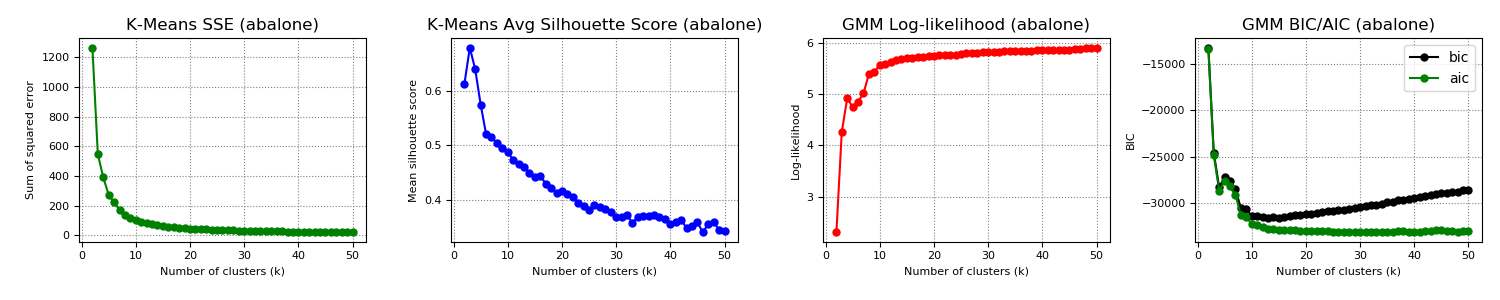 K-Means SSE (abalone)
Sum of squared error
1200
1000
800
600
400
200
0
0 10 20 30 40 50
Number of clusters (k)
K-Means Avg Silhouette Score (abalone)
Mean silhouette score
0.6
0.5
0.4
0 10 20 30 40 50
Number of clusters (k)
GMM Log-likelihood (abalone)
Log-likelihood
6
5
4
3
0 10 20 30 40 50
Number of clusters (k)
GMM BIC/AIC (abalone)
BIC
−15000
−20000
−25000
−30000
0 10 20 30 40 50
Number of clusters (k)
bic
aic